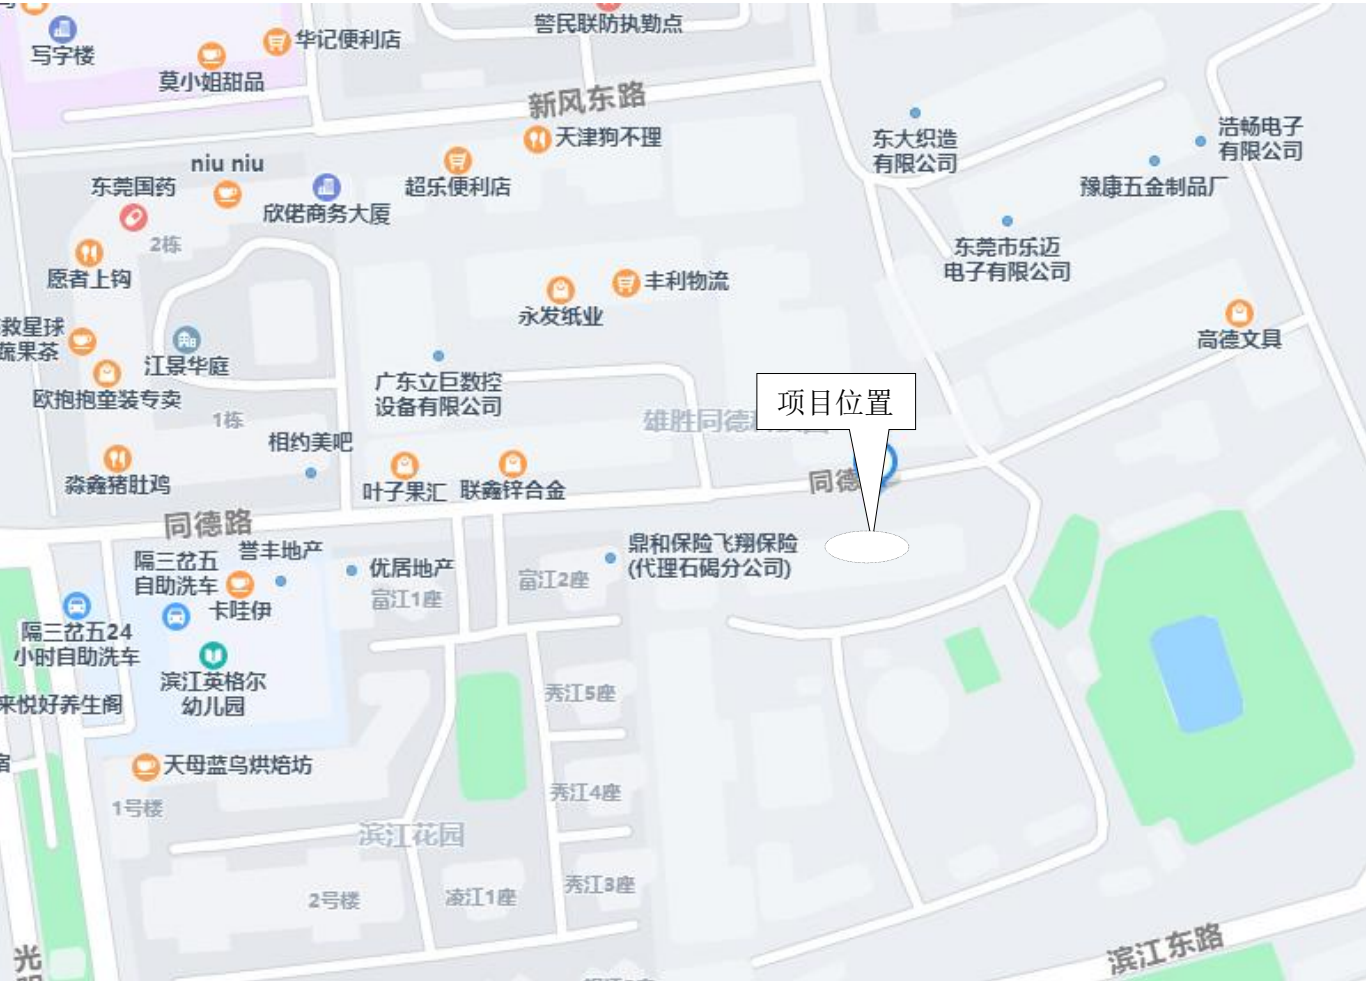 写字楼
莫小姐甜品
华记便利店
警民联防执勤点
新风东路
天津狗不理
超乐便利店
niu niu
东莞国药
欣偌商务大厦
2栋
愿者上钩
东大织造
有限公司
浩畅电子
有限公司
豫康五金制品厂
东莞市乐迈
电子有限公司
丰利物流
永发纸业
高德文具
救星球
蔬果茶
江景华庭
欧抱抱童装专卖
广东立巨数控
设备有限公司
1栋
雄胜同德
项目位置
相约美吧
淼鑫猪肚鸡
叶子果汇
联鑫锌合金
同德
同德路
隔三岔五
自助洗车
誉丰地产
优居地产
富江1座
富江2座
鼎和保险飞翔保险
(代理石碣分公司)
卡哇伊
隔三岔五24
小时自助洗车
滨江英格尔
幼儿园
来悦好养生阁
秀江5座
天母蓝鸟烘焙坊
1号楼
秀江4座
滨江花园
秀江3座
2号楼
凌江1座
滨江东路
光